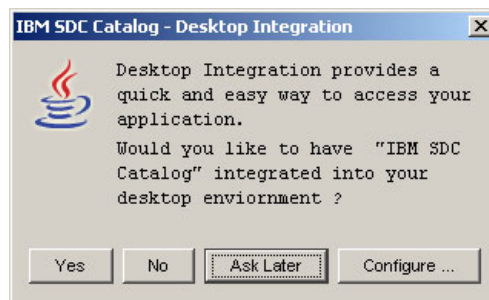 IBM SDC Catalog - Desktop Integration
Desktop Integration provides a
quick and easy way to access your
application.
Would you like to have "IBM SDC
Catalog" integrated into your
desktop enviornment ?
Yes No Ask Later Configure ...